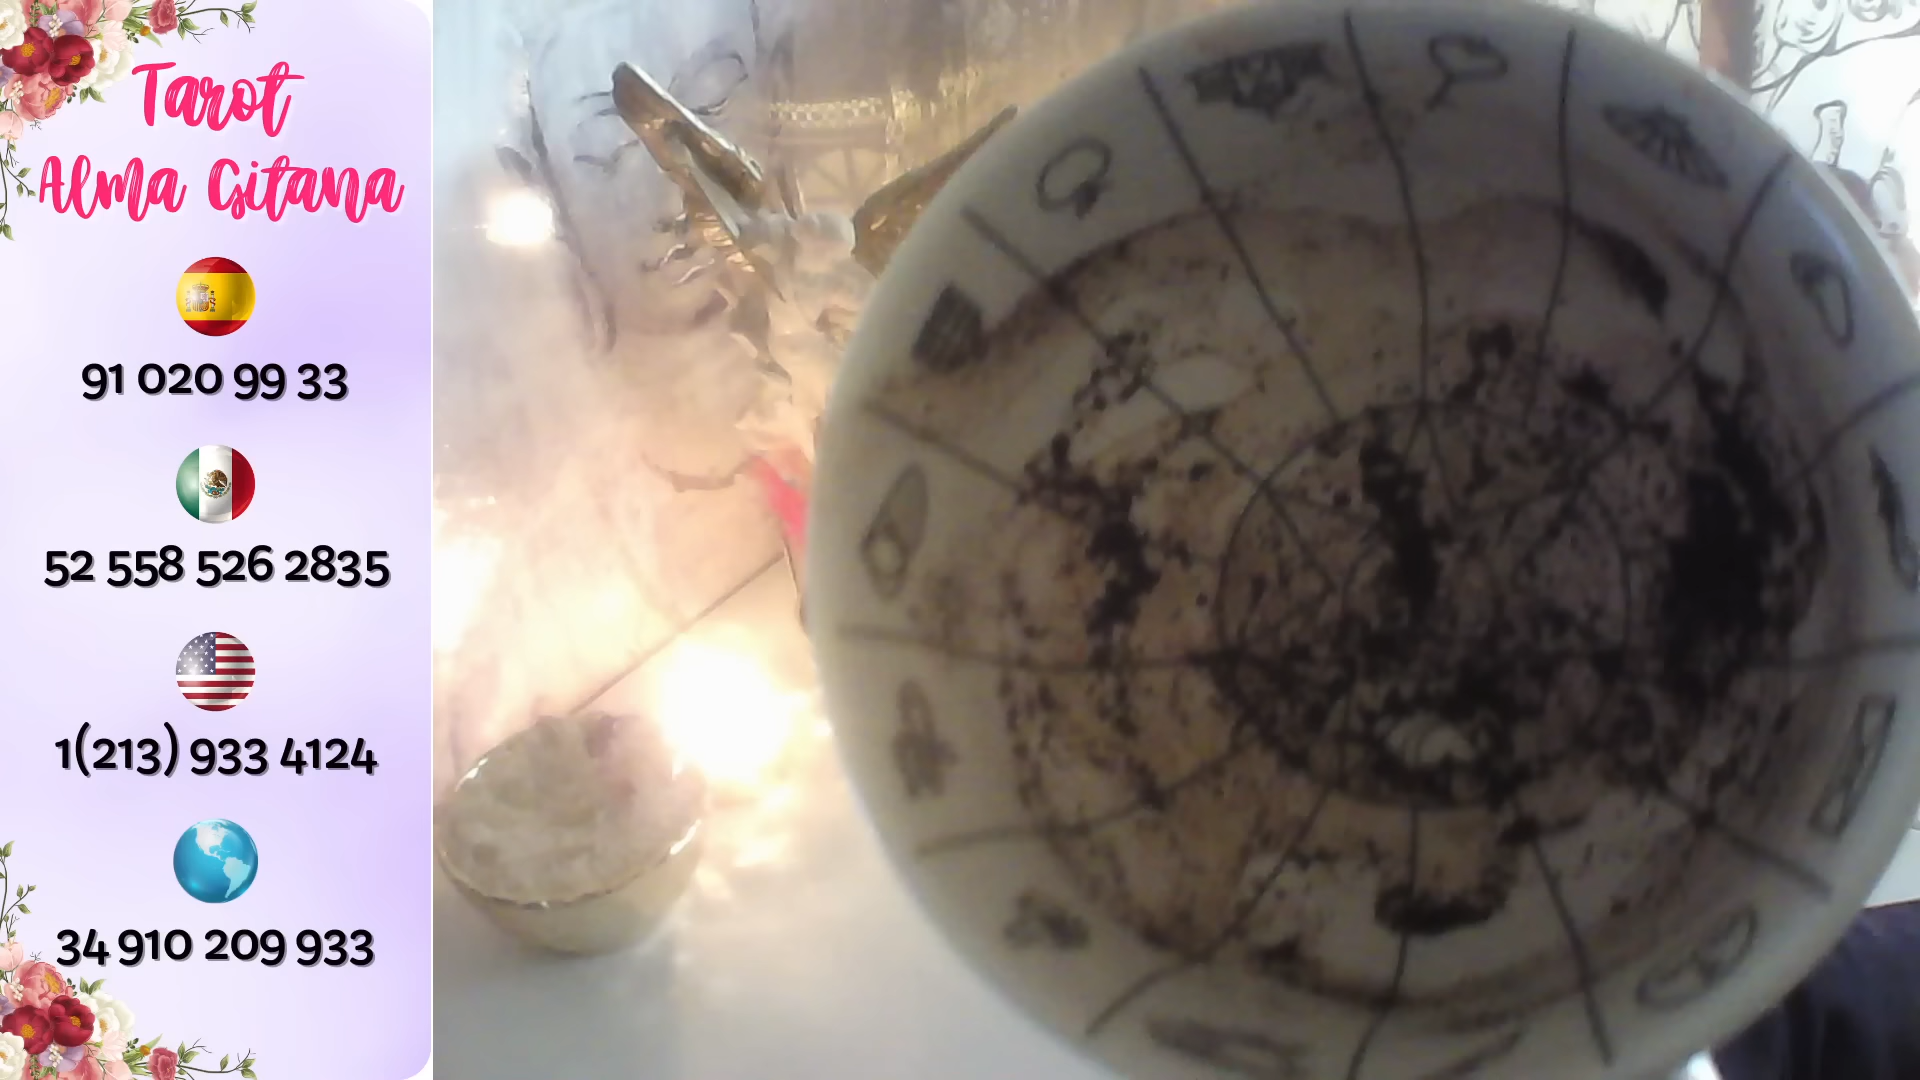 Tarot
Alma Gitana
91 020 99 33
52 558 526 2835
1(213) 933 4124
34 910 209 933